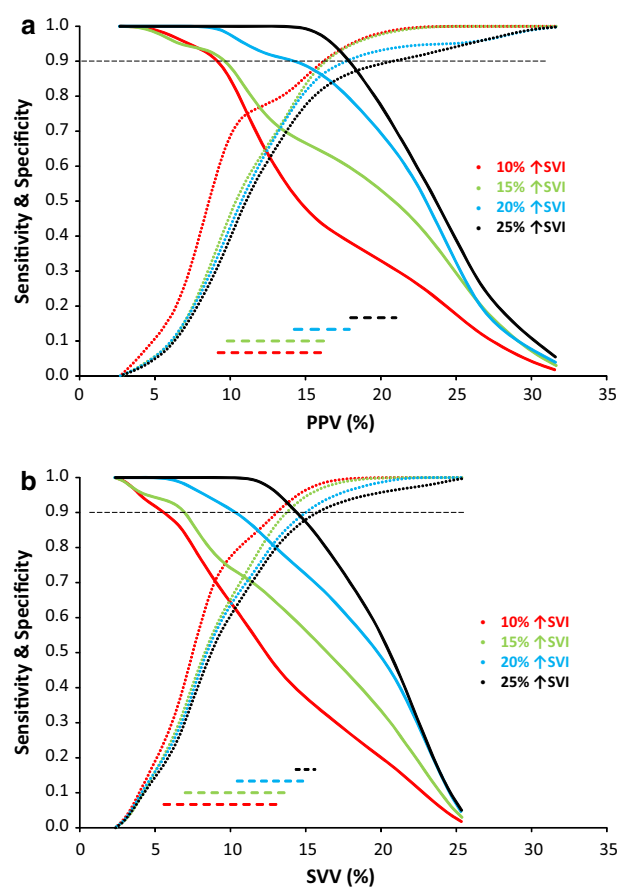 a
1.0
0.9
0.8
0.7
0.6
0.5
0.4
0.3
0.2
0.1
0.0
Sensitivity & Specificity
10% ↑SVI
15% ↑SVI
20% ↑SVI
25% ↑SVI
0 5 10 15 20 25 30 35
PPV (%)
b
1.0
0.9
0.8
0.7
0.6
0.5
0.4
0.3
0.2
0.1
0.0
Sensitivity & Specificity
10% ↑SVI
15% ↑SVI
20% ↑SVI
25% ↑SVI
0 5 10 15 20 25 30 35
SVV (%)